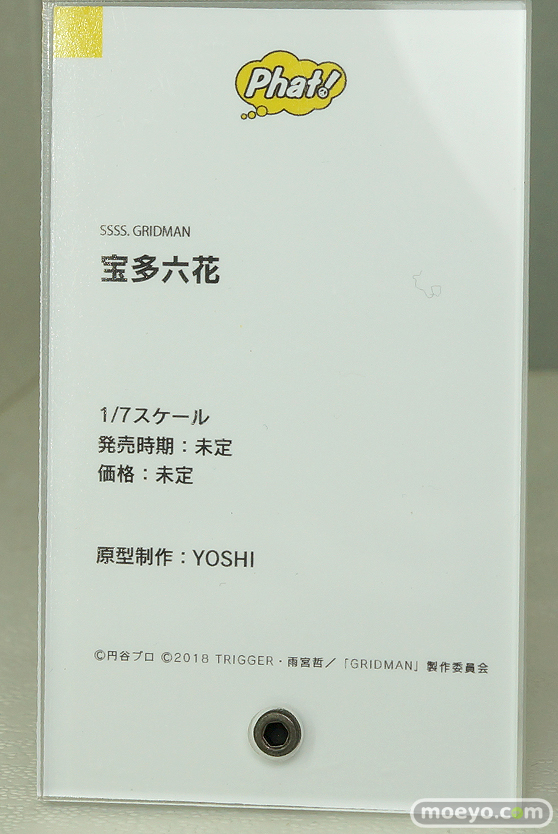 Phat!
SSSS. GRIDMAN
宝多六花
1/7スケール
発売時期：未定
価格：未定
原型制作：YOSHI
©円谷プロ ©2018 TRIGGER・雨宮哲／「GRIDMAN」製作委員会
moeyo.com